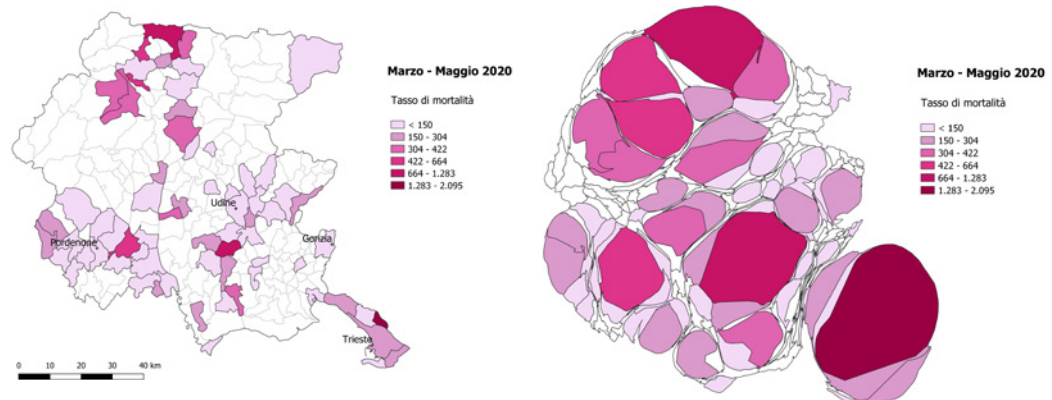 Marzo - Maggio 2020
Tasso di mortalità
< 150
150 - 304
304 - 422
422 - 664
664 - 1.283
1.283 - 2.095
Udine
Pordenone
Gorizia
Trieste
0 10 20 30 40 km
Marzo - Maggio 2020
Tasso di mortalità
< 150
150 - 304
304 - 422
422 - 664
664 - 1.283
1.283 - 2.095